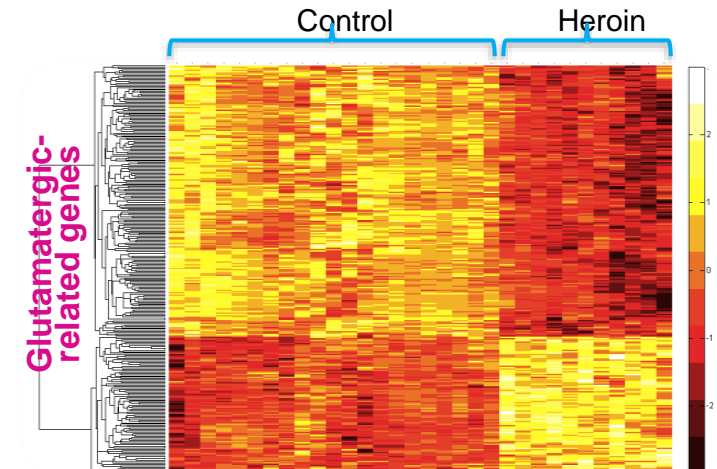 Control
Heroin
Glutamatergic-
related genes
2
1
0
-1
-2